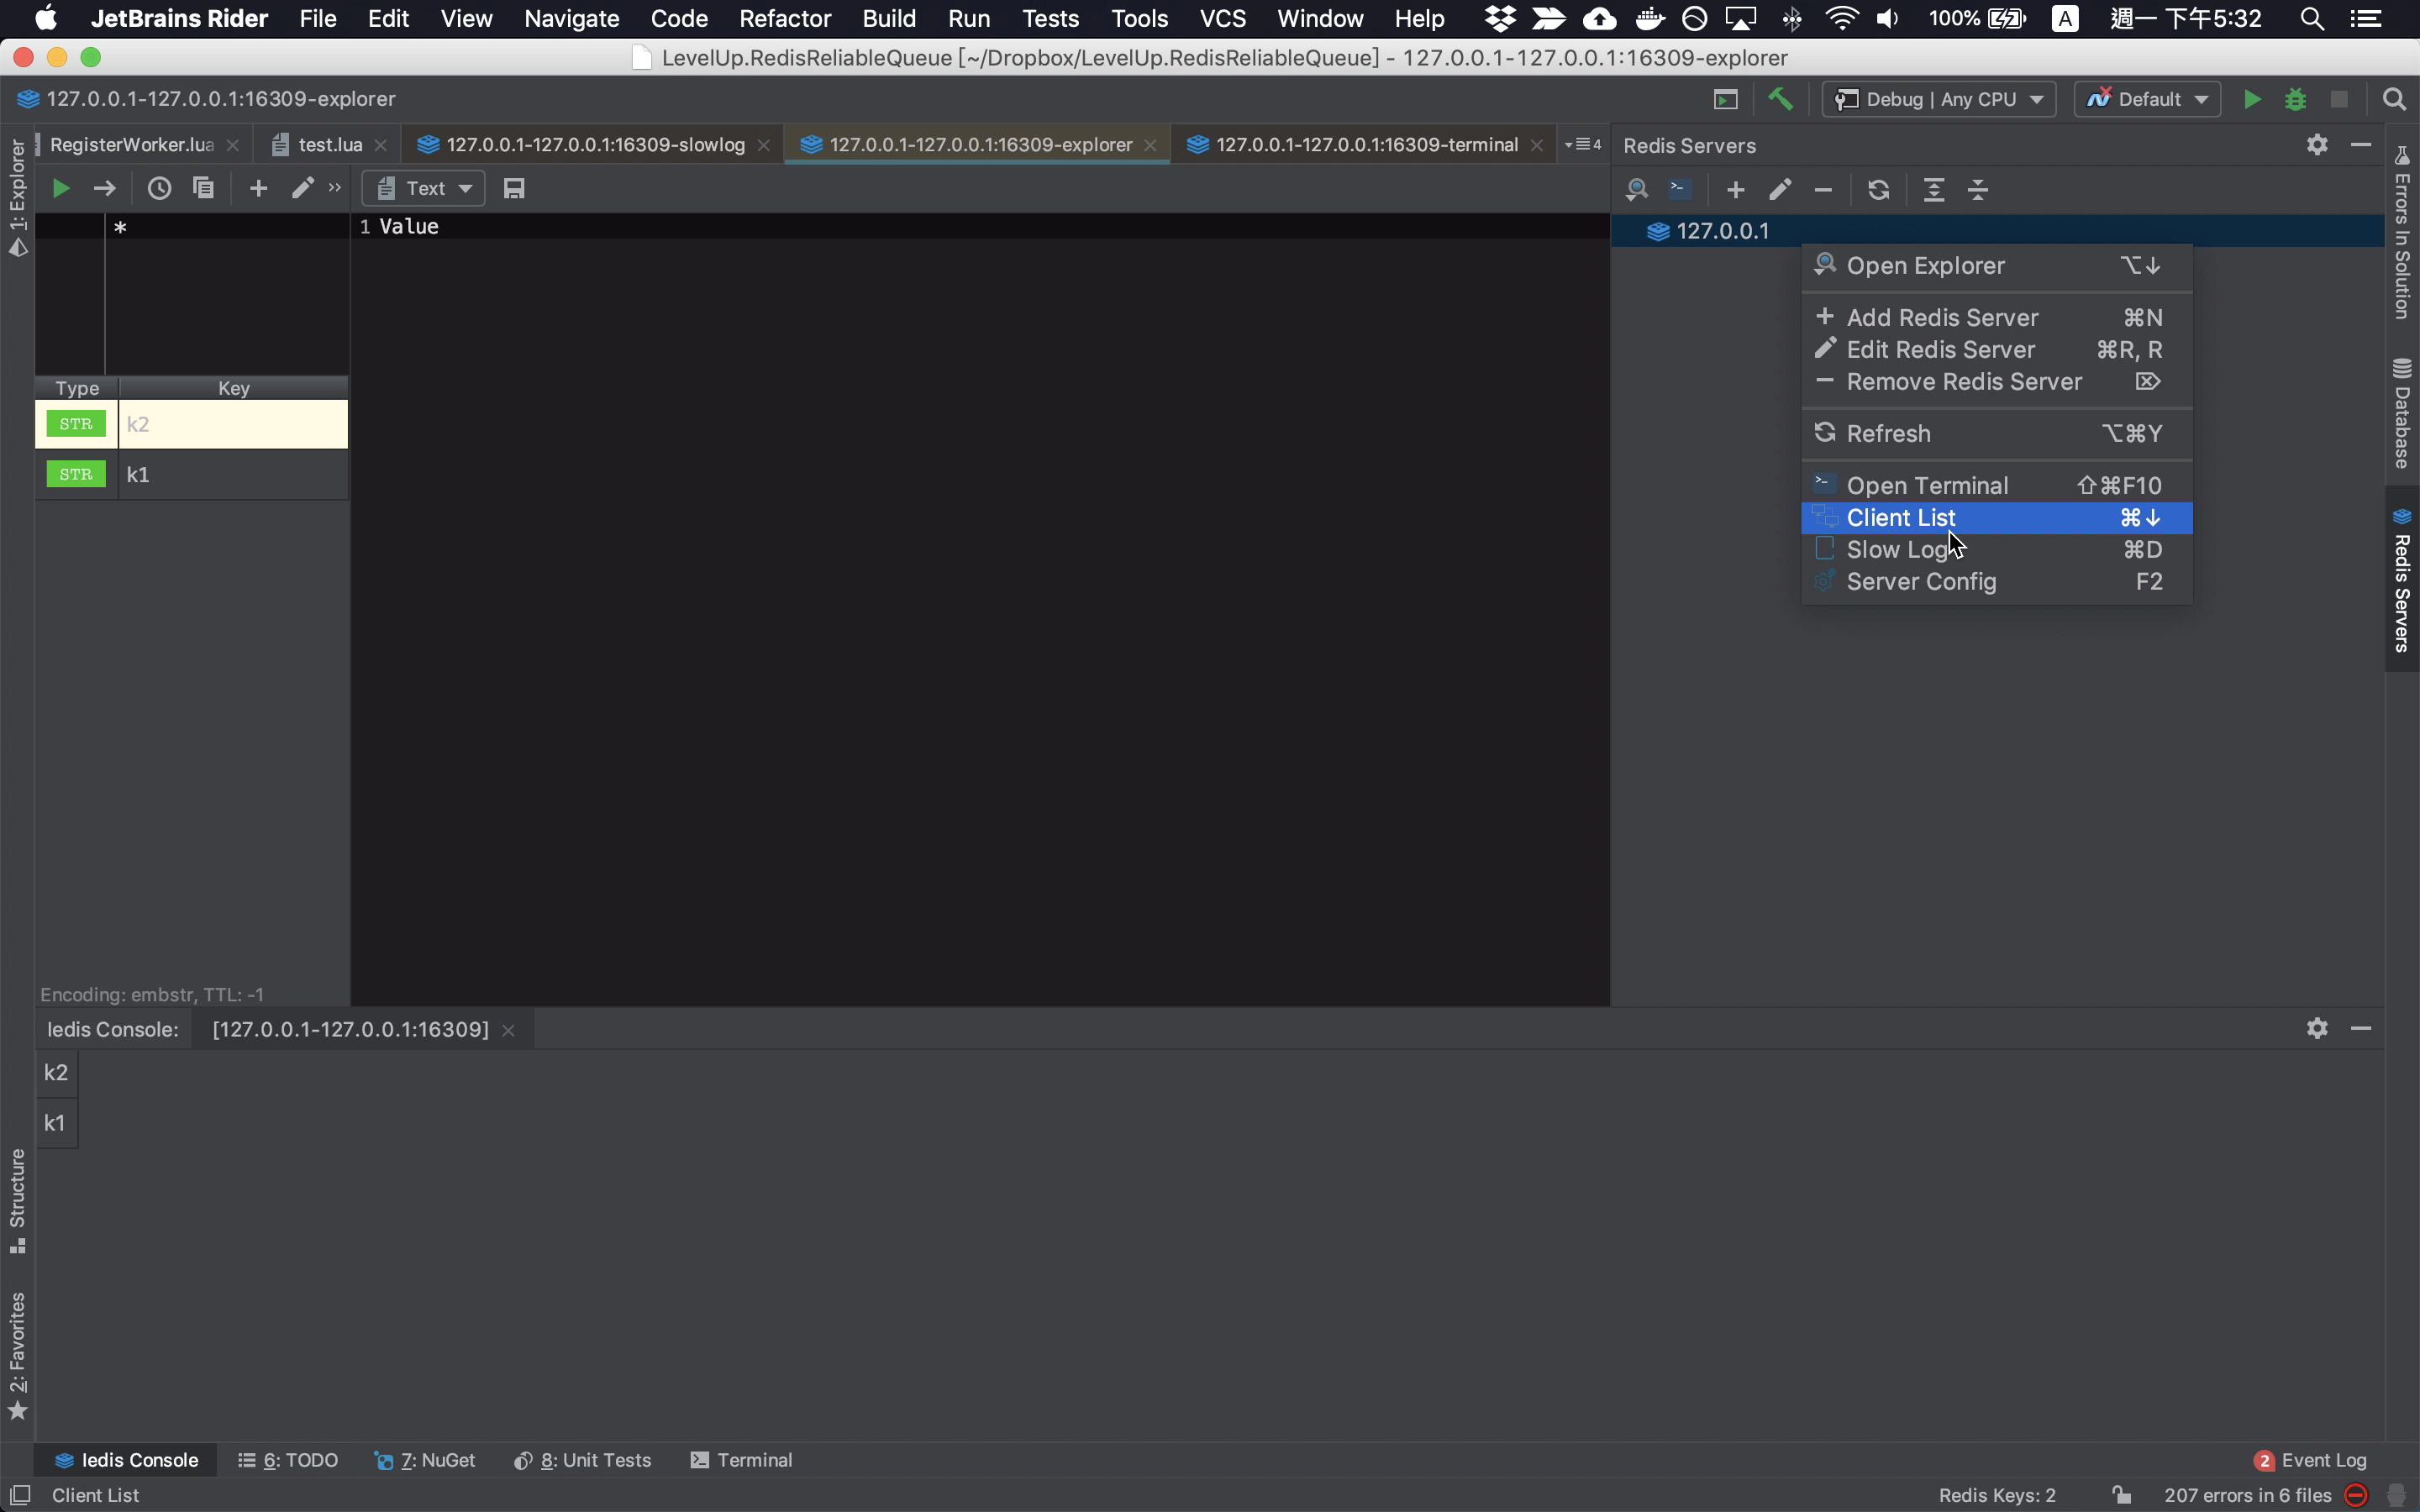 JetBrains Rider File Edit View Navigate Code Refactor Build Run Tests Tools VCS Window Help 100% A 週一 下午5:32
LevelUp.RedisReliableQueue [~/Dropbox/LevelUp.RedisReliableQueue] - 127.0.0.1-127.0.0.1:16309-explorer
127.0.0.1-127.0.0.1:16309-explorer Debug | Any CPU Default
RegisterWorker.lua test.lua 127.0.0.1-127.0.0.1:16309-slowlog 127.0.0.1-127.0.0.1:16309-explorer 127.0.0.1-127.0.0.1:16309-terminal 4
Redis Servers
Text
*
1 Value
127.0.0.1
Open Explorer ⌥↓
Add Redis Server ⌘N
Edit Redis Server ⌘R, R
Remove Redis Server ⌦
Refresh ⌥⌘Y
Open Terminal ⇧⌘F10
Client List ⌘↓
Slow Log ⌘D
Server Config F2
Type Key
STR k2
STR k1
Encoding: embstr, TTL: -1
1: Explorer
Structure
2: Favorites
Errors In Solution
Database
Redis Servers
Iedis Console: [127.0.0.1-127.0.0.1:16309]
k2
k1
Iedis Console 6: TODO 7: NuGet 8: Unit Tests Terminal 2 Event Log
Client List Redis Keys: 2 207 errors in 6 files